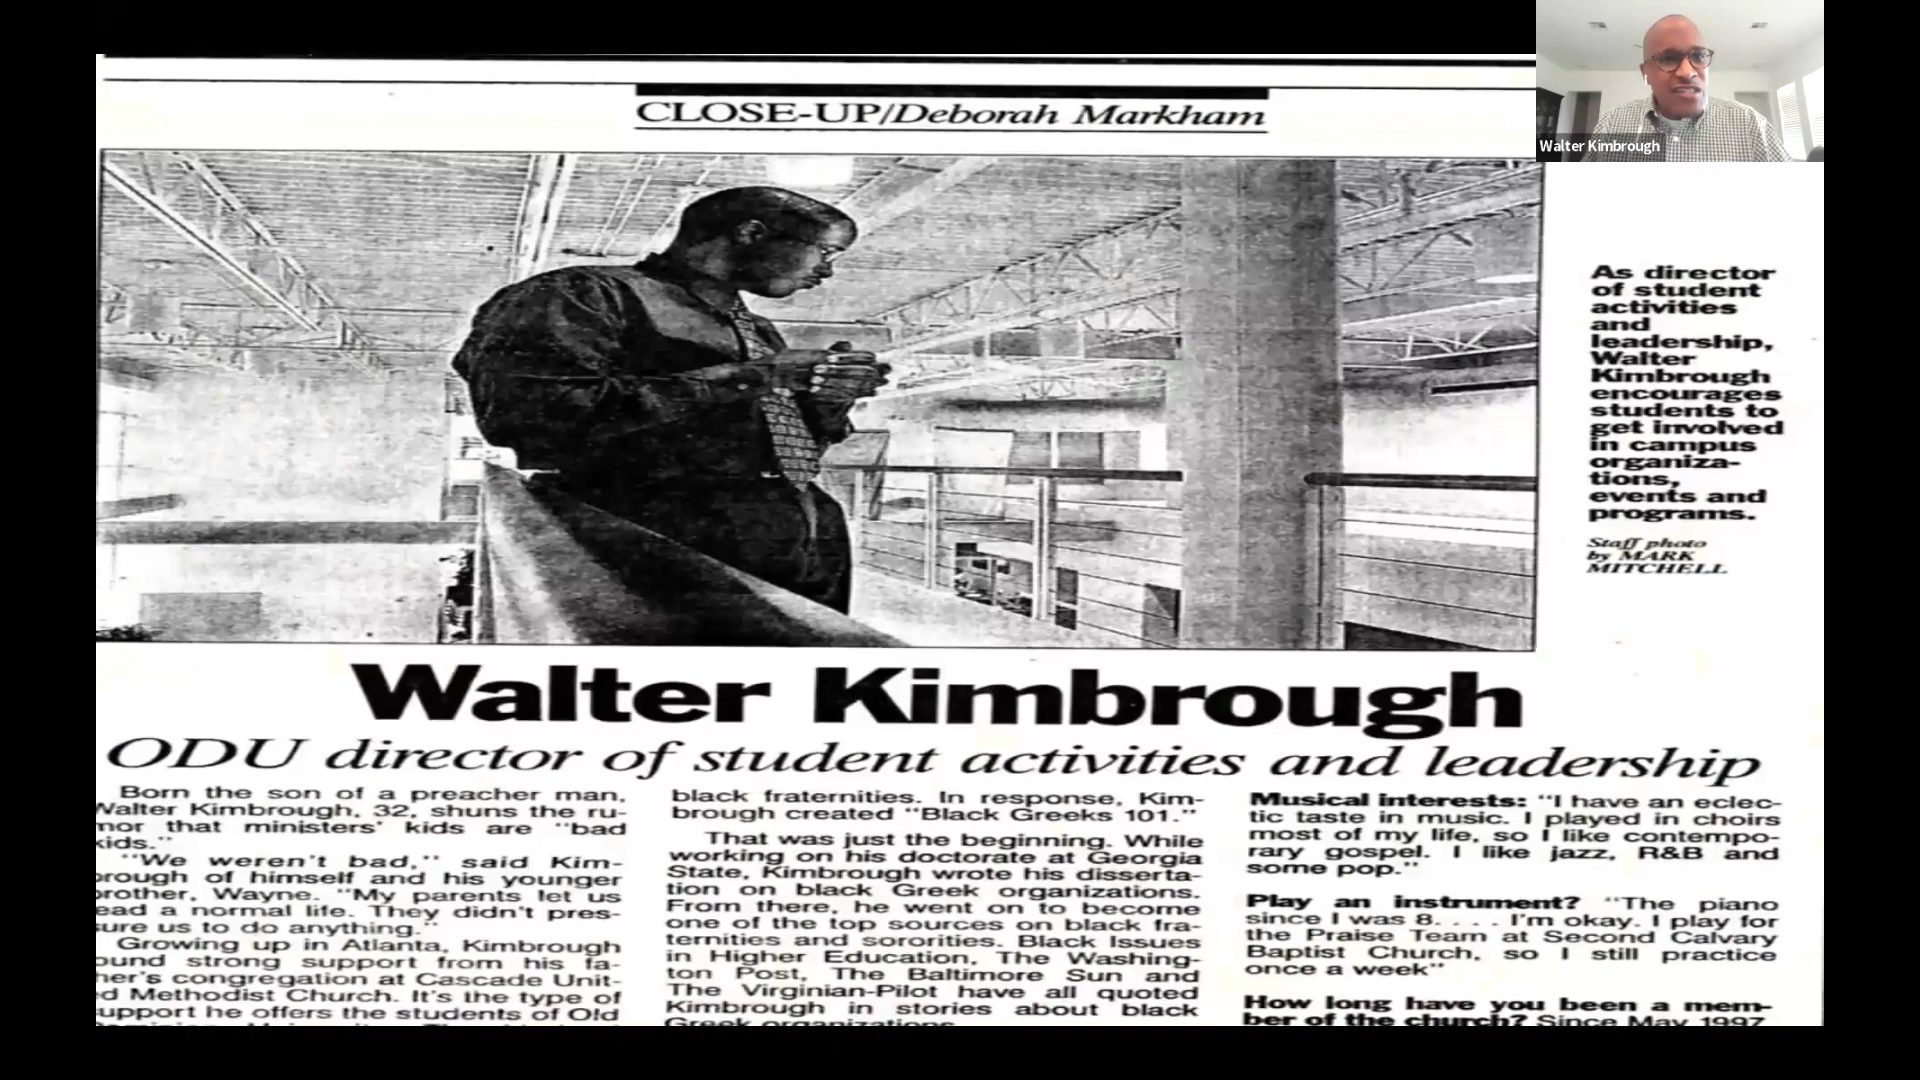 CLOSE-UP/Deborah Markham
Walter Kimbrough
As director
of student
activities
and
leadership,
Walter
Kimbrough
encourages
students to
get involved
in campus
organiza-
tions,
events and
programs.
Staff photo
by MARK
MITCHELL
Walter Kimbrough
ODU director of student activities and leadership
Born the son of a preacher man,
Walter Kimbrough, 32, shuns the ru-
mor that ministers' kids are "bad
kids."
"We weren't bad," said Kim-
brough of himself and his younger
brother, Wayne. "My parents let us
ead a normal life. They didn't pres-
sure us to do anything."
Growing up in Atlanta, Kimbrough
ound strong support from his fa-
her's congregation at Cascade Unit-
d Methodist Church. It's the type of
upport he offers the students of Old
black fraternities. In response, Kim-
brough created "Black Greeks 101."
That was just the beginning. While
working on his doctorate at Georgia
State, Kimbrough wrote his disserta-
tion on black Greek organizations.
From there, he went on to become
one of the top sources on black fra-
ternities and sororities. Black Issues
in Higher Education, The Washing-
ton Post, The Baltimore Sun and
The Virginian-Pilot have all quoted
Kimbrough in stories about black
Greek organizations.
Musical interests: "I have an eclec-
tic taste in music. I played in choirs
most of my life, so I like contempo-
rary gospel. I like jazz, R&B and
some pop."
Play an instrument? "The piano
since I was 8. . . . I'm okay. I play for
the Praise Team at Second Calvary
Baptist Church, so I still practice
once a week"
How long have you been a mem-
ber of the church? Since May 1997